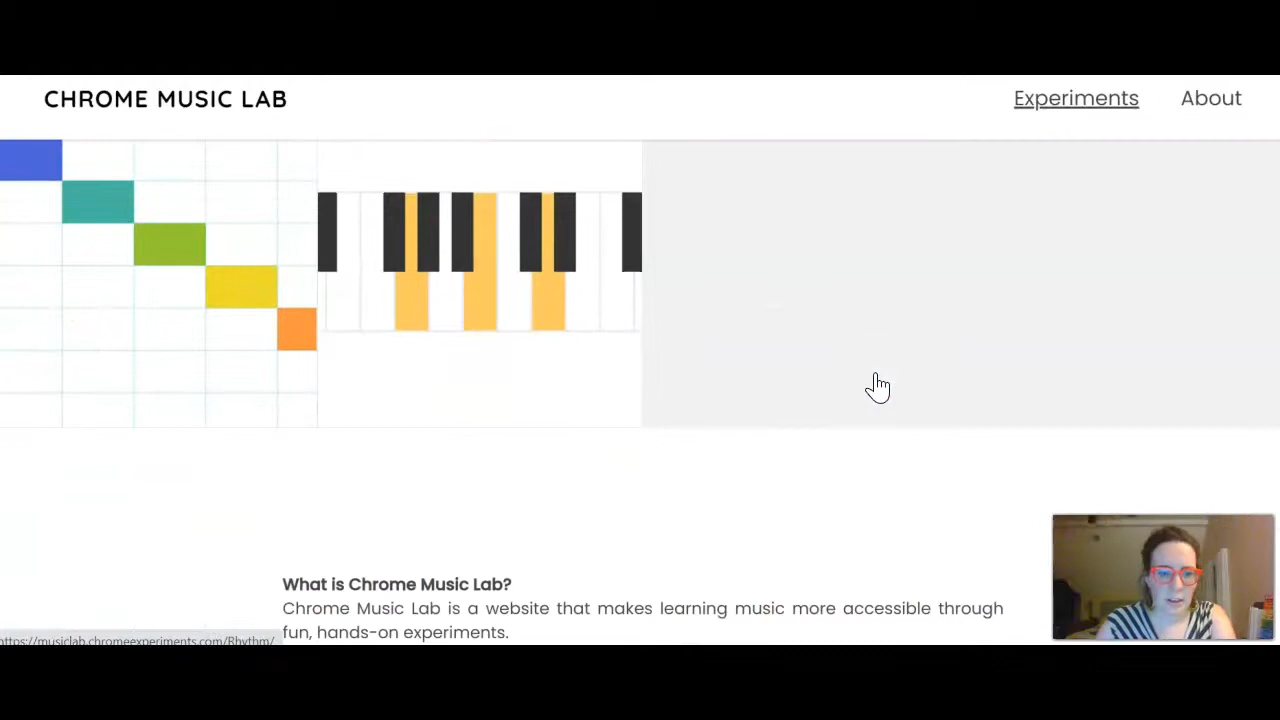 CHROME MUSIC LAB
Experiments About
What is Chrome Music Lab?
Chrome Music Lab is a website that makes learning music more accessible through
fun, hands-on experiments.
https://musiclab.chromeexperiments.com/Rhythm/